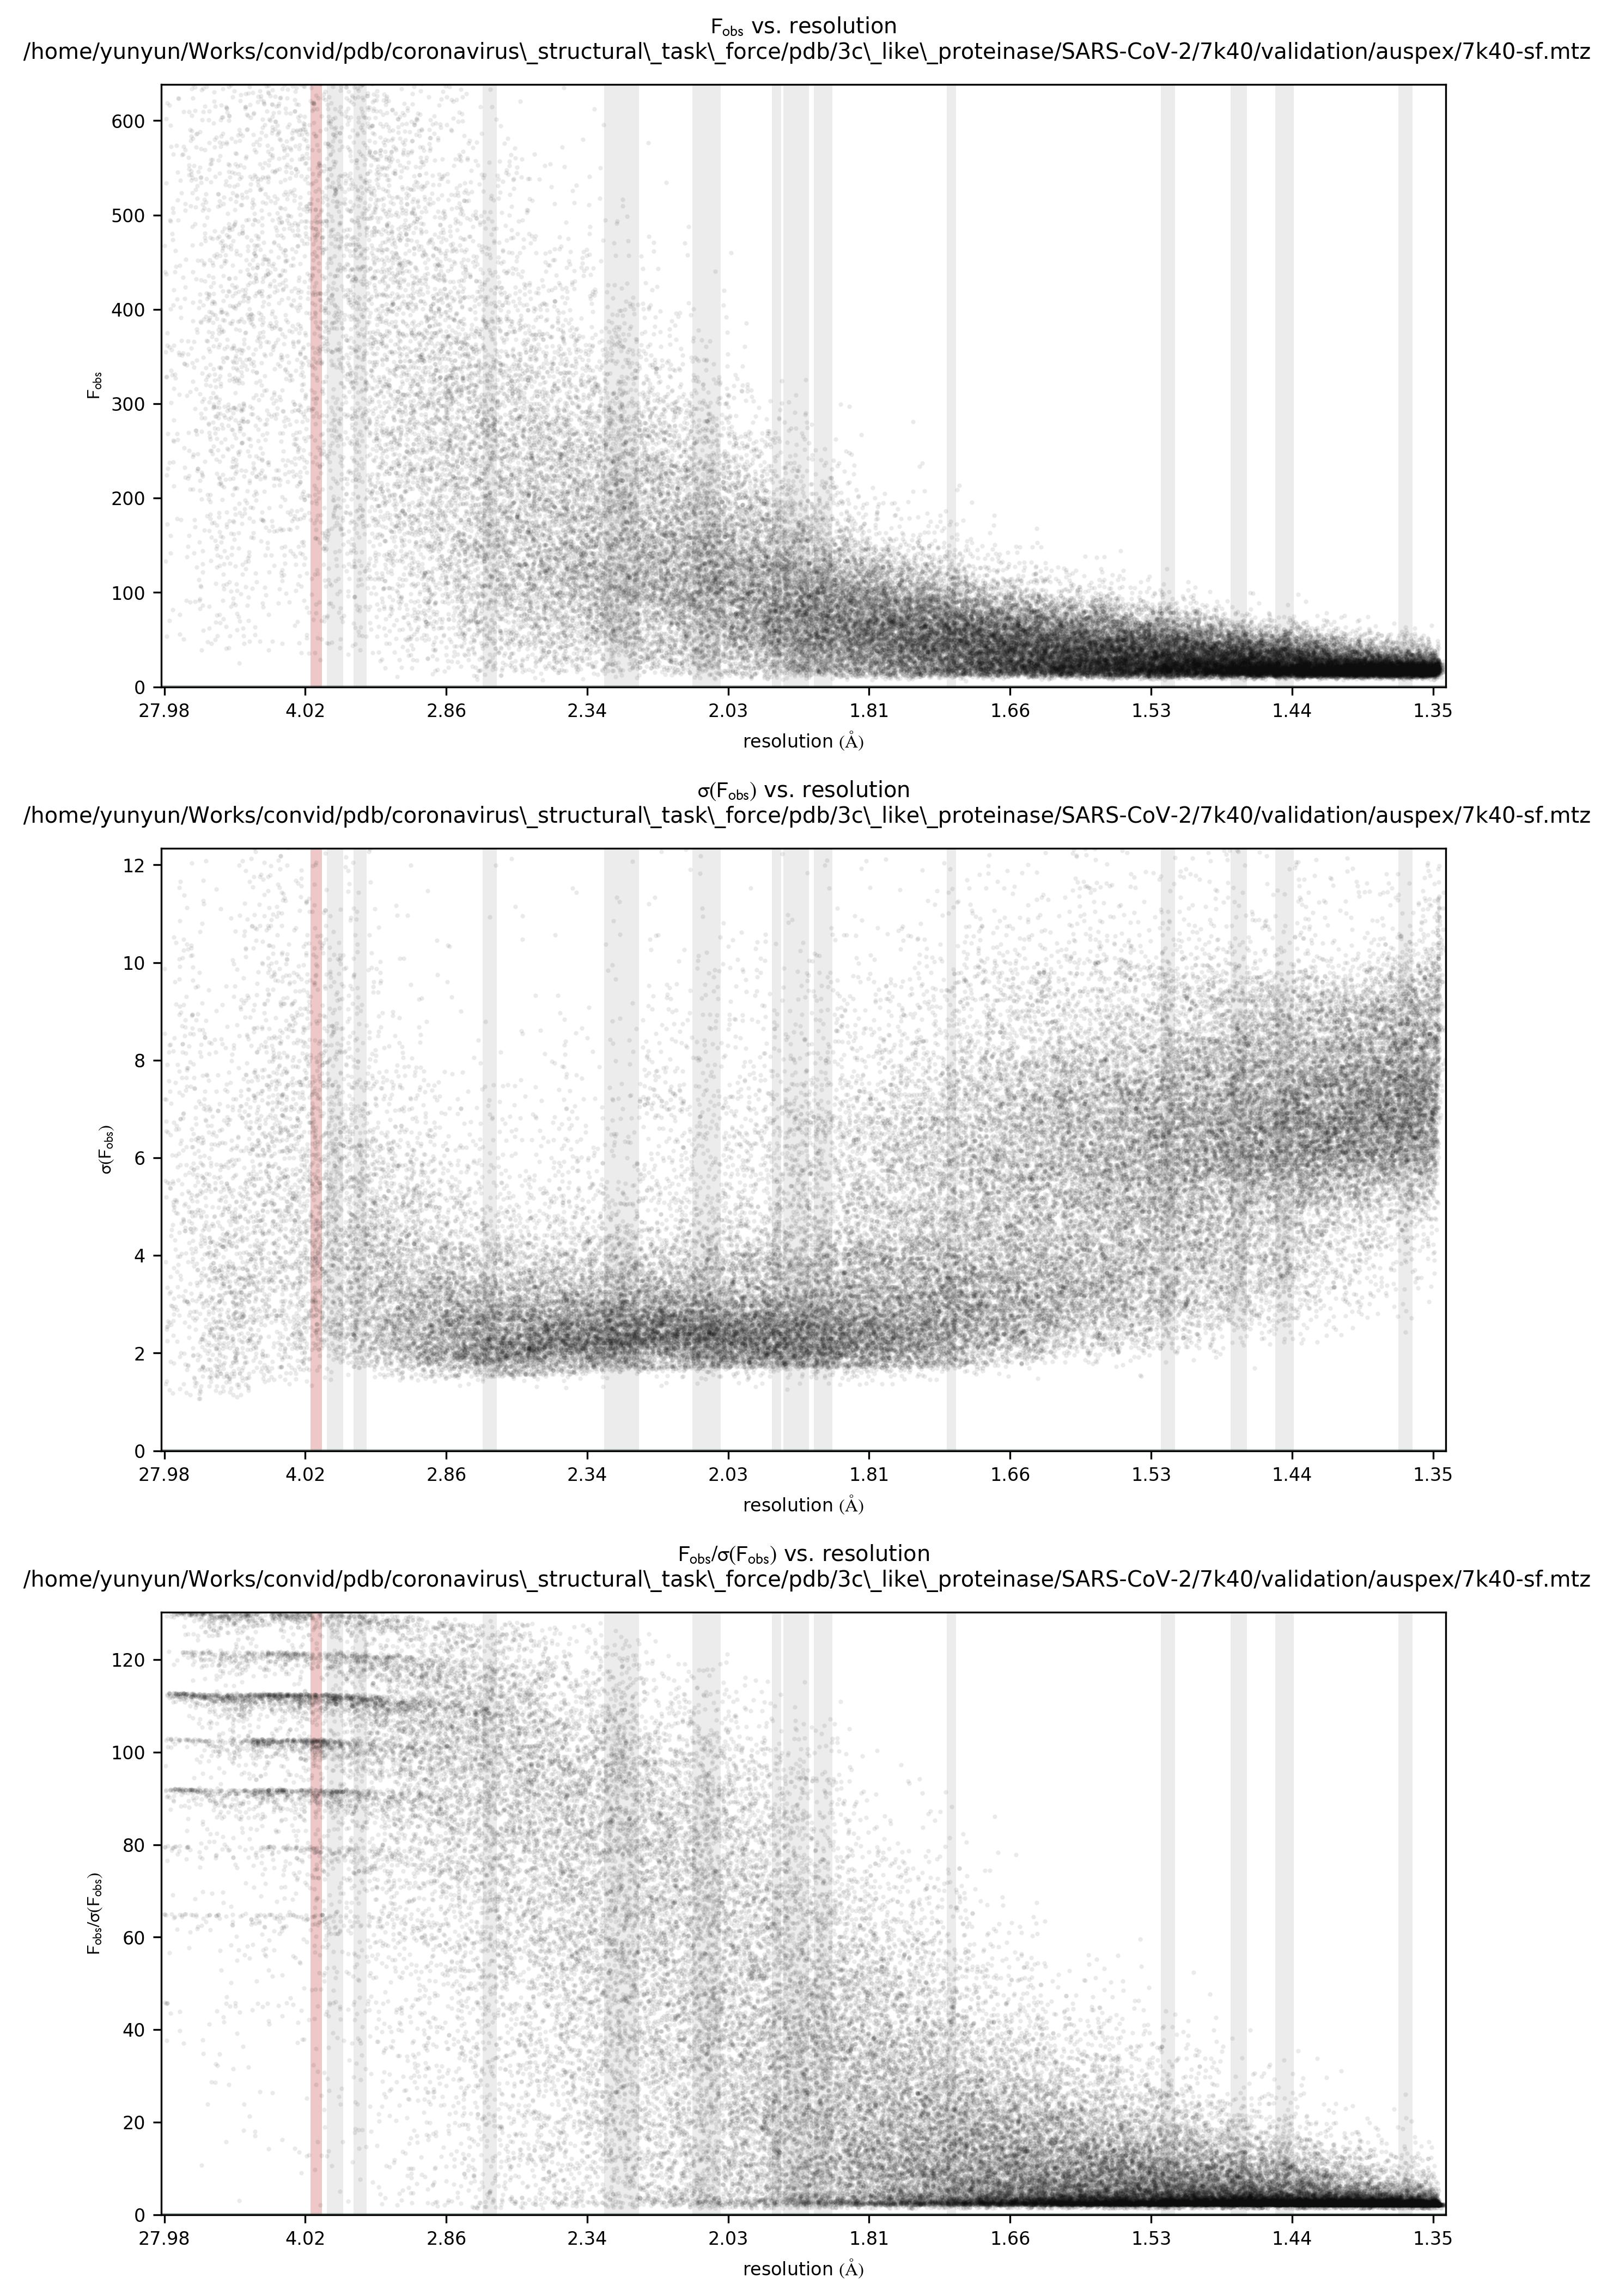 F_obs vs. resolution
/home/yunyun/Works/convid/pdb/coronavirus\_structural\_task\_force/pdb/3c\_like\_proteinase/SARS-CoV-2/7k40/validation/auspex/7k40-sf.mtz
600
500
400
300
200
100
0
F_obs
27.98 4.02 2.86 2.34 2.03 1.81 1.66 1.53 1.44 1.35
resolution (Å)
σ(F_obs) vs. resolution
/home/yunyun/Works/convid/pdb/coronavirus\_structural\_task\_force/pdb/3c\_like\_proteinase/SARS-CoV-2/7k40/validation/auspex/7k40-sf.mtz
12
10
8
6
4
2
0
σ(F_obs)
27.98 4.02 2.86 2.34 2.03 1.81 1.66 1.53 1.44 1.35
resolution (Å)
F_obs/σ(F_obs) vs. resolution
/home/yunyun/Works/convid/pdb/coronavirus\_structural\_task\_force/pdb/3c\_like\_proteinase/SARS-CoV-2/7k40/validation/auspex/7k40-sf.mtz
120
100
80
60
40
20
0
F_obs/σ(F_obs)
27.98 4.02 2.86 2.34 2.03 1.81 1.66 1.53 1.44 1.35
resolution (Å)